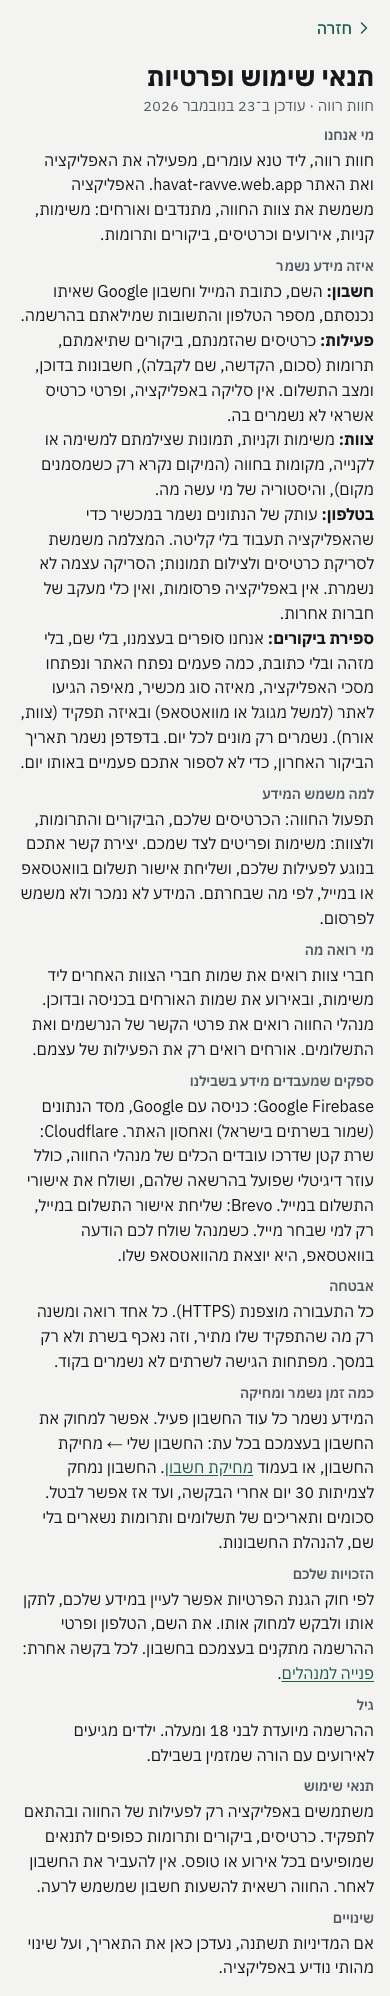 חזרה
תנאי שימוש ופרטיות
חוות רווה · עודכן ב־23 בנובמבר 2026
מי אנחנו
חוות רווה, ליד טנא עומרים, מפעילה את האפליקציה
ואת האתר havat-ravve.web.app. האפליקציה
משמשת את צוות החווה, מתנדבים ואורחים: משימות,
קניות, אירועים וכרטיסים, ביקורים ותרומות.
איזה מידע נשמר
חשבון: השם, כתובת המייל וחשבון Google שאיתו
נכנסתם, מספר הטלפון והתשובות שמילאתם בהרשמה.
פעילות: כרטיסים שהזמנתם, ביקורים שתיאמתם,
תרומות (סכום, הקדשה, שם לקבלה), חשבונות בדוכן,
ומצב התשלום. אין סליקה באפליקציה, ופרטי כרטיס
אשראי לא נשמרים בה.
צוות: משימות וקניות, תמונות שצילמתם למשימה או
לקנייה, מקומות בחווה (המיקום נקרא רק כשמסמנים
מקום), והיסטוריה של מי עשה מה.
בטלפון: עותק של הנתונים נשמר במכשיר כדי
שהאפליקציה תעבוד בלי קליטה. המצלמה משמשת
לסריקת כרטיסים ולצילום תמונות; הסריקה עצמה לא
נשמרת. אין באפליקציה פרסומות, ואין כלי מעקב של
חברות אחרות.
ספירת ביקורים: אנחנו סופרים בעצמנו, בלי שם, בלי
מזהה ובלי כתובת, כמה פעמים נפתח האתר ונפתחו
מסכי האפליקציה, מאיזה סוג מכשיר, מאיפה הגיעו
לאתר (למשל מגוגל או מוואטסאפ) ובאיזה תפקיד (צוות,
אורח). נשמרים רק מונים לכל יום. בדפדפן נשמר תאריך
הביקור האחרון, כדי לא לספור אתכם פעמיים באותו יום.
למה משמש המידע
תפעול החווה: הכרטיסים שלכם, הביקורים והתרומות,
ולצוות: משימות ופריטים לצד שמכם. יצירת קשר אתכם
בנוגע לפעילות שלכם, ושליחת אישור תשלום בוואטסאפ
או במייל, לפי מה שבחרתם. המידע לא נמכר ולא משמש
לפרסום.
מי רואה מה
חברי צוות רואים את שמות חברי הצוות האחרים ליד
משימות, ובאירוע את שמות האורחים בכניסה ובדוכן.
מנהלי החווה רואים את פרטי הקשר של הנרשמים ואת
התשלומים. אורחים רואים רק את הפעילות של עצמם.
ספקים שמעבדים מידע בשבילנו
Google Firebase: כניסה עם Google, מסד הנתונים
(שמור בשרתים בישראל) ואחסון האתר. Cloudflare:
שרת קטן שדרכו עובדים הכלים של מנהלי החווה, כולל
עוזר דיגיטלי שפועל בהרשאה שלהם, ושולח את אישורי
התשלום במייל. Brevo: שליחת אישור התשלום במייל,
רק למי שבחר מייל. כשמנהל שולח לכם הודעה
בוואטסאפ, היא יוצאת מהוואטסאפ שלו.
אבטחה
כל התעבורה מוצפנת (HTTPS). כל אחד רואה ומשנה
רק מה שהתפקיד שלו מתיר, וזה נאכף בשרת ולא רק
במסך. מפתחות הגישה לשרתים לא נשמרים בקוד.
כמה זמן נשמר ומחיקה
המידע נשמר כל עוד החשבון פעיל. אפשר למחוק את
החשבון בעצמכם בכל עת: החשבון שלי ← מחיקת
החשבון, או בעמוד מחיקת חשבון. החשבון נמחק
לצמיתות 30 יום אחרי הבקשה, ועד אז אפשר לבטל.
סכומים ותאריכים של תשלומים ותרומות נשארים בלי
שם, להנהלת החשבונות.
הזכויות שלכם
לפי חוק הגנת הפרטיות אפשר לעיין במידע שלכם, לתקן
אותו ולבקש למחוק אותו. את השם, הטלפון ופרטי
ההרשמה מתקנים בעצמכם בחשבון. לכל בקשה אחרת:
פנייה למנהלים.
גיל
ההרשמה מיועדת לבני 18 ומעלה. ילדים מגיעים
לאירועים עם הורה שמזמין בשבילם.
תנאי שימוש
משתמשים באפליקציה רק לפעילות של החווה ובהתאם
לתפקיד. כרטיסים, ביקורים ותרומות כפופים לתנאים
שמופיעים בכל אירוע או טופס. אין להעביר את החשבון
לאחר. החווה רשאית להשעות חשבון שמשמש לרעה.
שינויים
אם המדיניות תשתנה, נעדכן כאן את התאריך, ועל שינוי
מהותי נודיע באפליקציה.